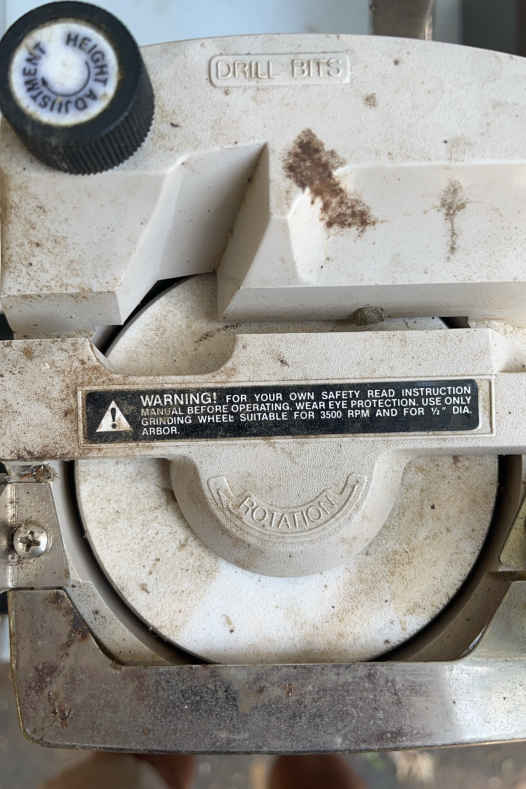 HEIGHT ADJUSTMENT
DRILL BITS
WARNING! FOR YOUR OWN SAFETY READ INSTRUCTION
MANUAL BEFORE OPERATING. WEAR EYE PROTECTION. USE ONLY
GRINDING WHEEL SUITABLE FOR 3500 RPM AND FOR ½" DIA.
ARBOR.
ROTATION